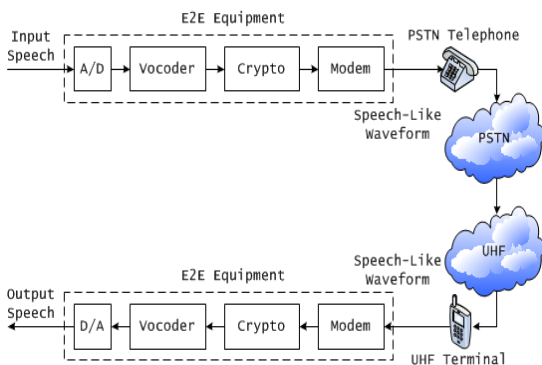 E2E Equipment
Input
Speech
A/D
Vocoder
Crypto
Modem
PSTN Telephone
Speech-Like
Waveform
PSTN
UHF
Speech-Like
Waveform
E2E Equipment
Output
Speech
D/A
Vocoder
Crypto
Modem
UHF Terminal